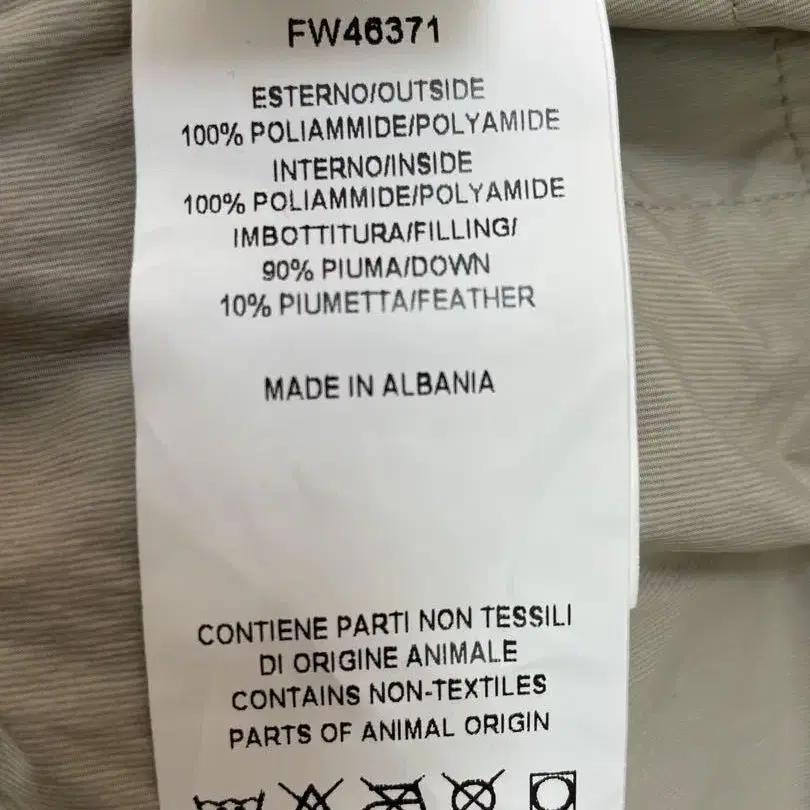 FW46371
ESTERNO/OUTSIDE
100% POLIAMMIDE/POLYAMIDE
INTERNO/INSIDE
100% POLIAMMIDE/POLYAMIDE
IMBOTTITURA/FILLING/
90% PIUMA/DOWN
10% PIUMETTA/FEATHER
MADE IN ALBANIA
CONTIENE PARTI NON TESSILI
DI ORIGINE ANIMALE
CONTAINS NON-TEXTILES
PARTS OF ANIMAL ORIGIN